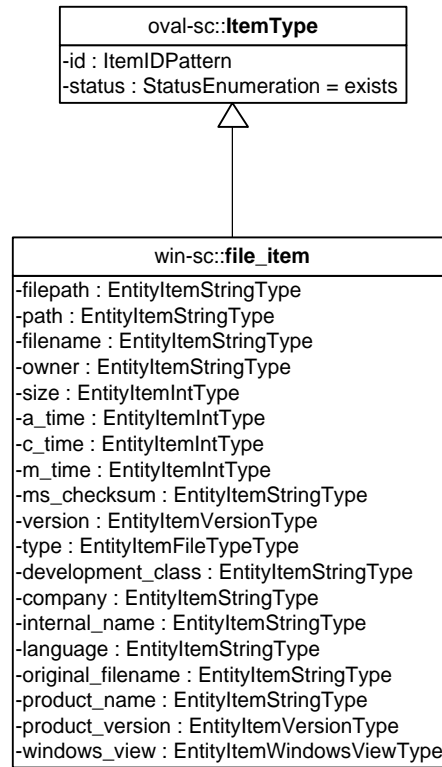 oval-sc::ItemType
-id : ItemIDPattern
-status : StatusEnumeration = exists
win-sc::file_item
-filepath : EntityItemStringType
-path : EntityItemStringType
-filename : EntityItemStringType
-owner : EntityItemStringType
-size : EntityItemIntType
-a_time : EntityItemIntType
-c_time : EntityItemIntType
-m_time : EntityItemIntType
-ms_checksum : EntityItemStringType
-version : EntityItemVersionType
-type : EntityItemFileTypeType
-development_class : EntityItemStringType
-company : EntityItemStringType
-internal_name : EntityItemStringType
-language : EntityItemStringType
-original_filename : EntityItemStringType
-product_name : EntityItemStringType
-product_version : EntityItemVersionType
-windows_view : EntityItemWindowsViewType